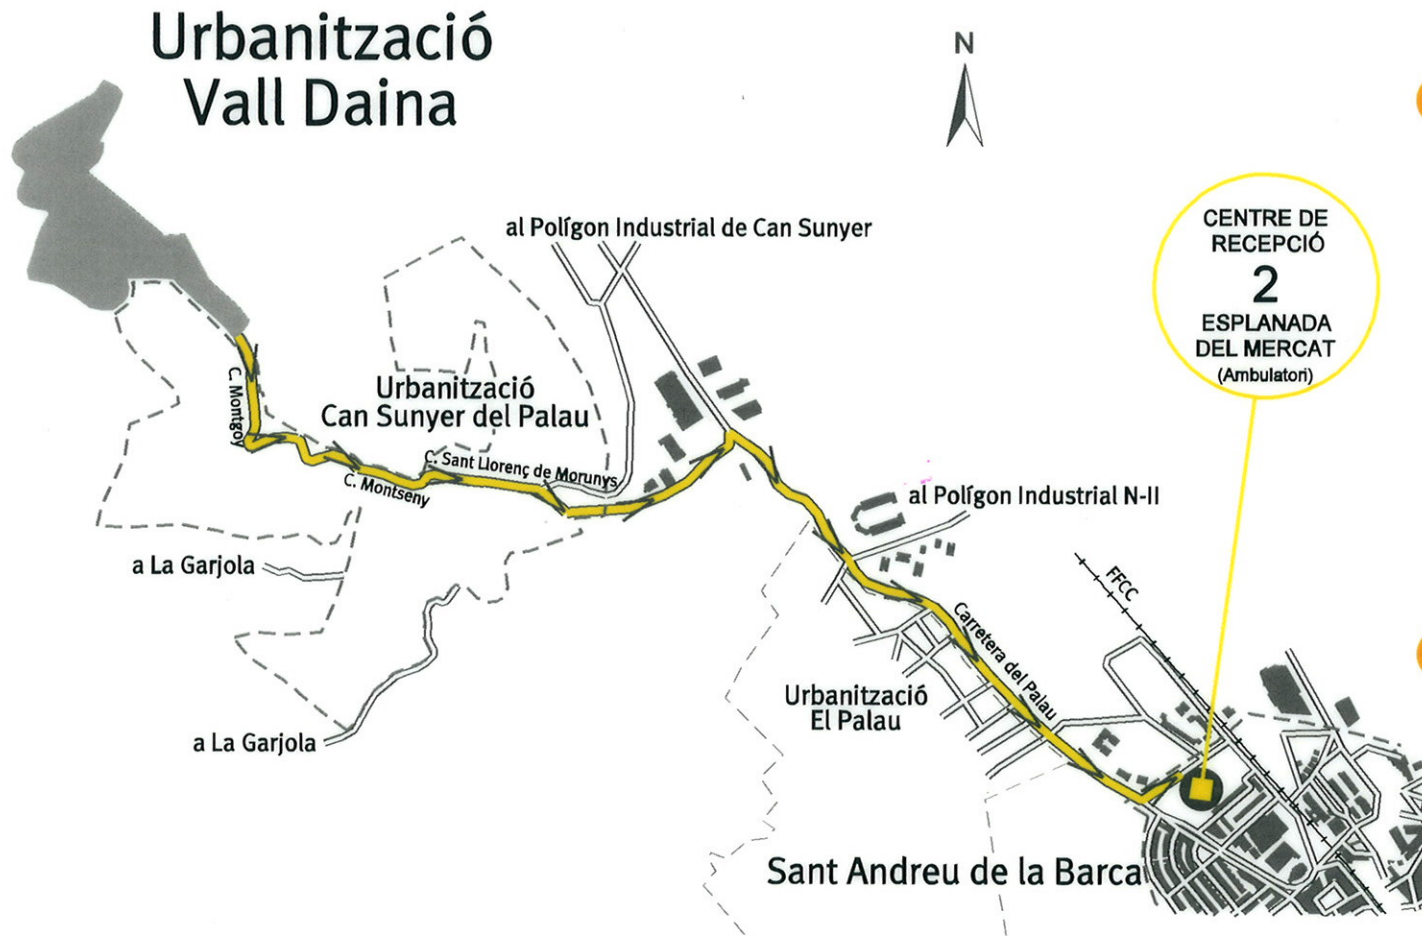 Urbanització
Vall Daina
N
al Polígon Industrial de Can Sunyer
CENTRE DE
RECEPCIÓ
2
ESPLANADA
DEL MERCAT
(Ambulatori)
C. Montgoy
Urbanització
Can Sunyer del Palau
C. Sant Llorenç de Morunys
C. Montseny
al Polígon Industrial N-II
a La Garjola
FFCC
Carretera del Palau
Urbanització
El Palau
a La Garjola
Sant Andreu de la Barca